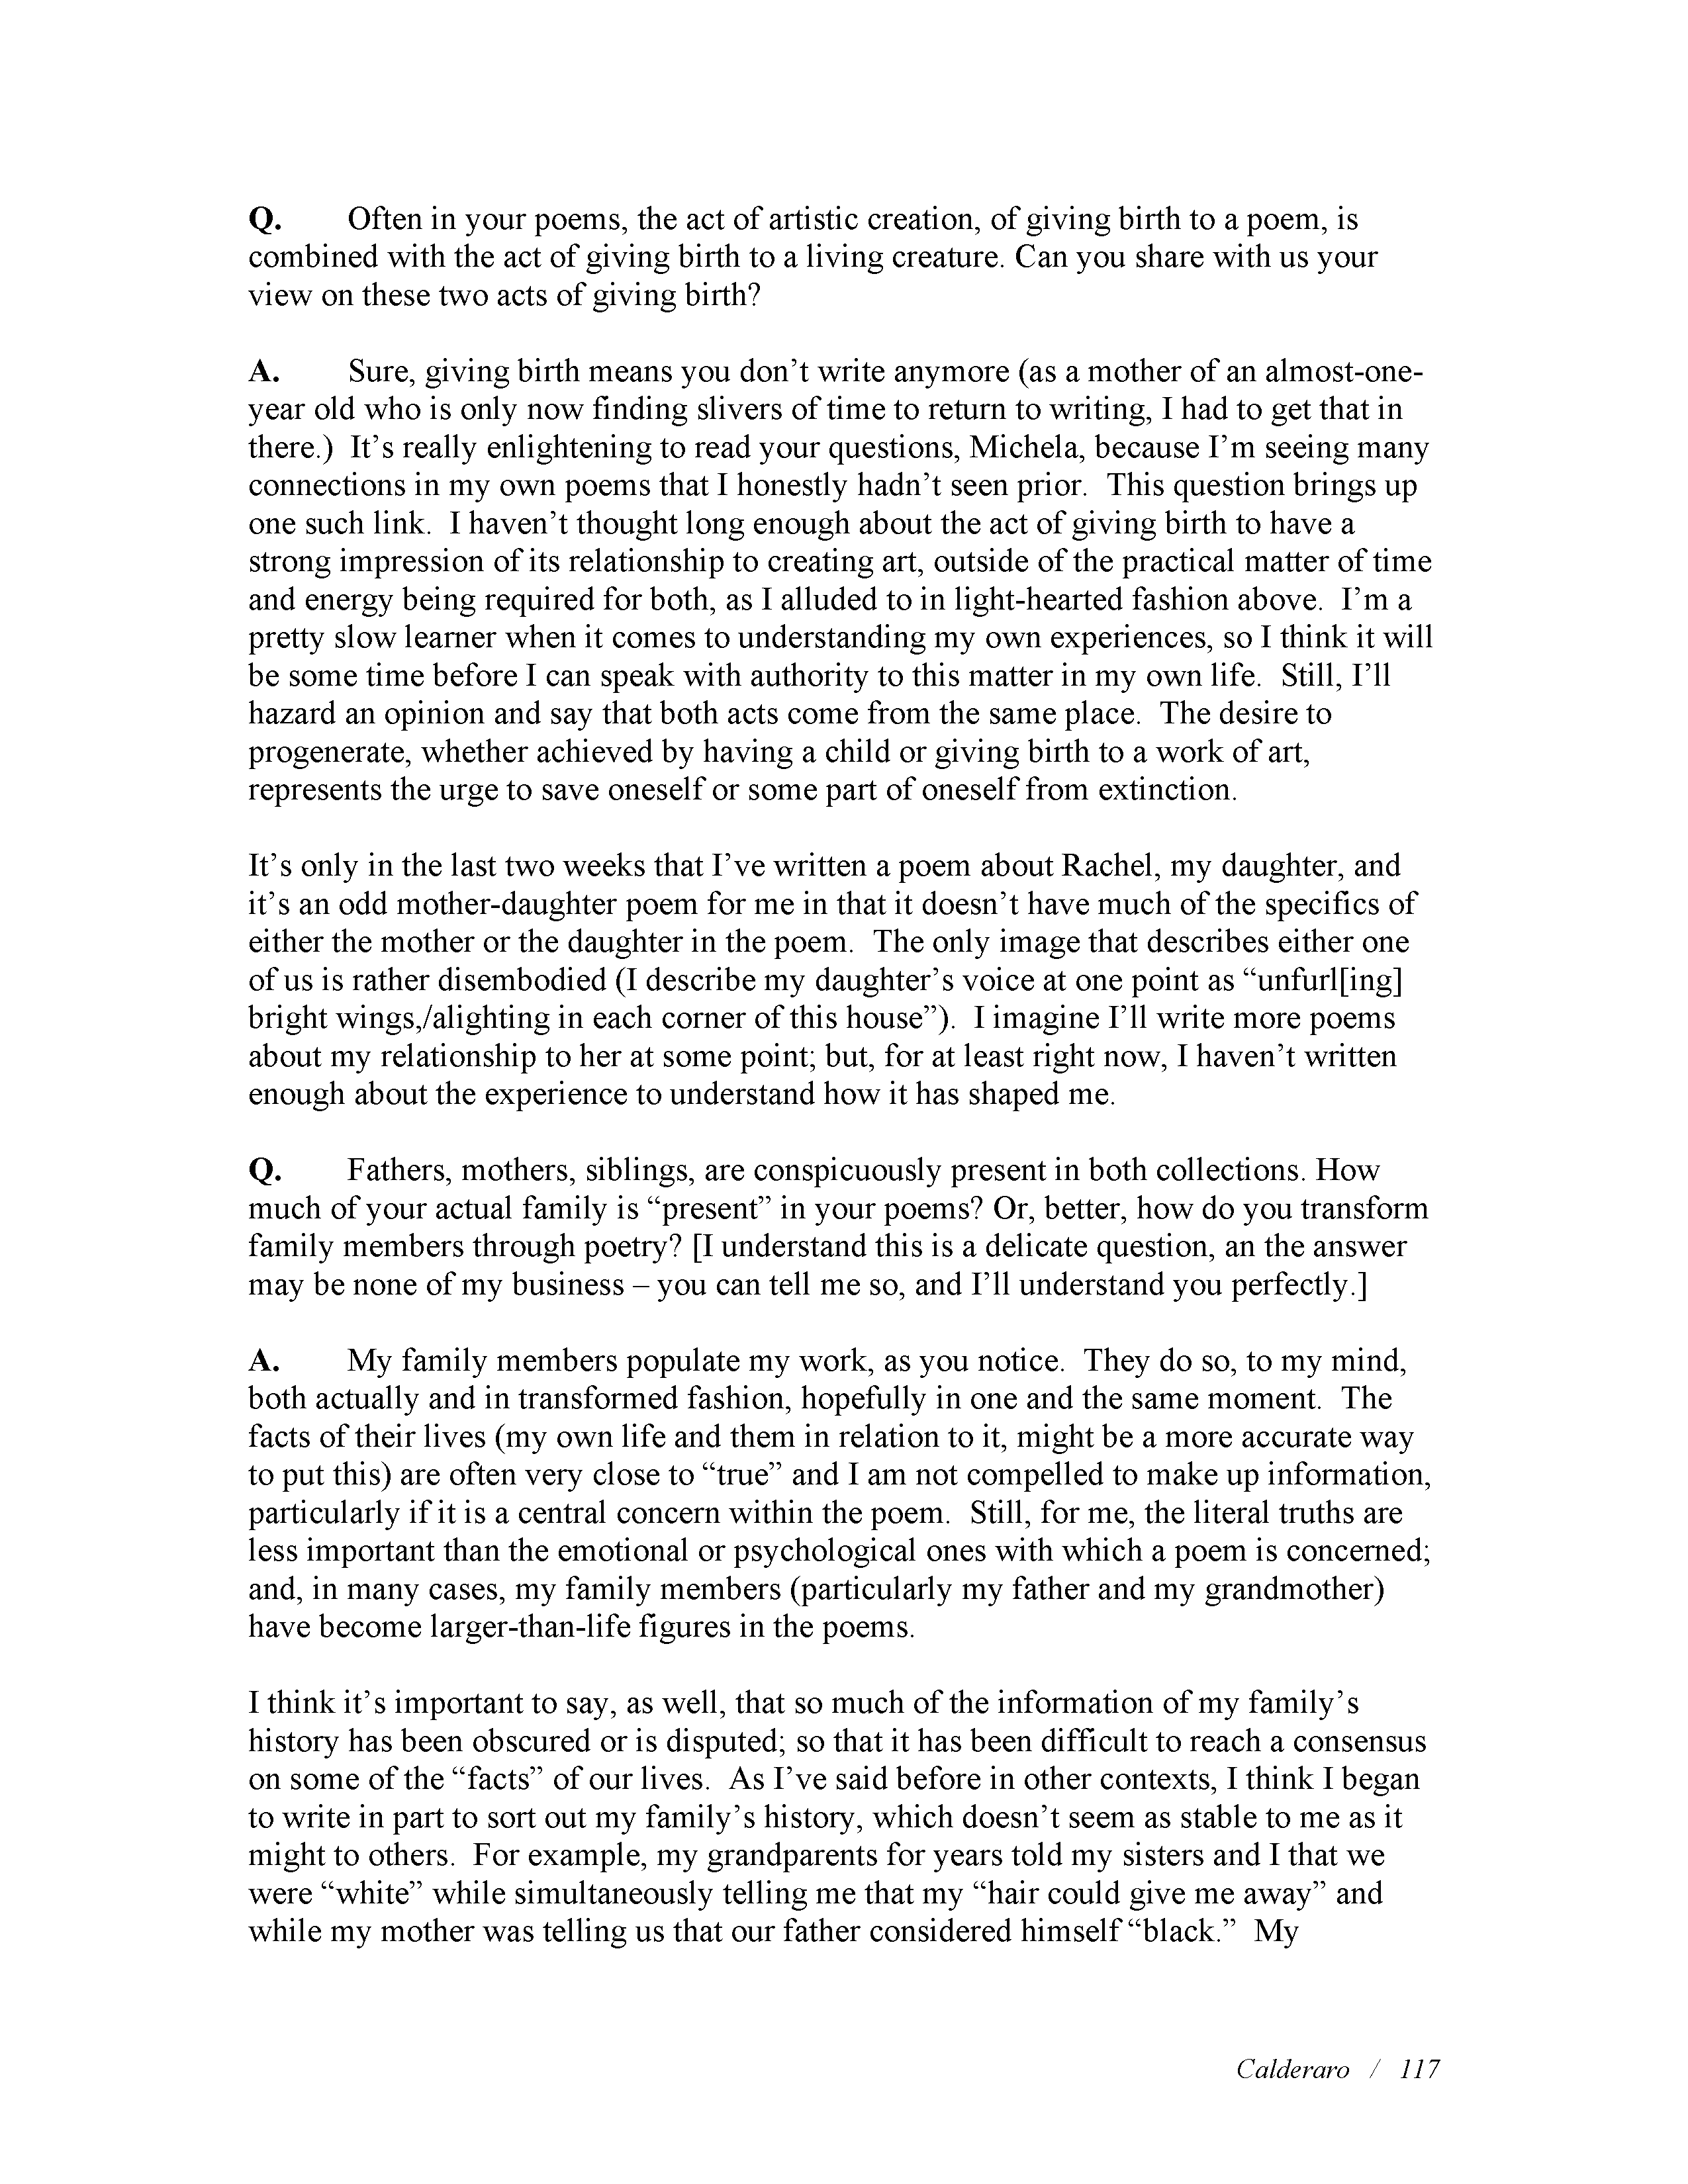 Q. Often in your poems, the act of artistic creation, of giving birth to a poem, is
combined with the act of giving birth to a living creature. Can you share with us your
view on these two acts of giving birth?
A. Sure, giving birth means you don’t write anymore (as a mother of an almost-one-
year old who is only now finding slivers of time to return to writing, I had to get that in
there.)  It’s really enlightening to read your questions, Michela, because I’m seeing many
connections in my own poems that I honestly hadn’t seen prior.  This question brings up
one such link.  I haven’t thought long enough about the act of giving birth to have a
strong impression of its relationship to creating art, outside of the practical matter of time
and energy being required for both, as I alluded to in light-hearted fashion above.  I’m a
pretty slow learner when it comes to understanding my own experiences, so I think it will
be some time before I can speak with authority to this matter in my own life.  Still, I’ll
hazard an opinion and say that both acts come from the same place.  The desire to
progenerate, whether achieved by having a child or giving birth to a work of art,
represents the urge to save oneself or some part of oneself from extinction.
It’s only in the last two weeks that I’ve written a poem about Rachel, my daughter, and
it’s an odd mother-daughter poem for me in that it doesn’t have much of the specifics of
either the mother or the daughter in the poem.  The only image that describes either one
of us is rather disembodied (I describe my daughter’s voice at one point as “unfurl[ing]
bright wings,/alighting in each corner of this house”).  I imagine I’ll write more poems
about my relationship to her at some point; but, for at least right now, I haven’t written
enough about the experience to understand how it has shaped me.
Q. Fathers, mothers, siblings, are conspicuously present in both collections. How
much of your actual family is “present” in your poems? Or, better, how do you transform
family members through poetry? [I understand this is a delicate question, an the answer
may be none of my business – you can tell me so, and I’ll understand you perfectly.]
A. My family members populate my work, as you notice.  They do so, to my mind,
both actually and in transformed fashion, hopefully in one and the same moment.  The
facts of their lives (my own life and them in relation to it, might be a more accurate way
to put this) are often very close to “true” and I am not compelled to make up information,
particularly if it is a central concern within the poem.  Still, for me, the literal truths are
less important than the emotional or psychological ones with which a poem is concerned;
and, in many cases, my family members (particularly my father and my grandmother)
have become larger-than-life figures in the poems.
I think it’s important to say, as well, that so much of the information of my family’s
history has been obscured or is disputed; so that it has been difficult to reach a consensus
on some of the “facts” of our lives.  As I’ve said before in other contexts, I think I began
to write in part to sort out my family’s history, which doesn’t seem as stable to me as it
might to others.  For example, my grandparents for years told my sisters and I that we
were “white” while simultaneously telling me that my “hair could give me away” and
while my mother was telling us that our father considered himself “black.”  My
Calderaro / 117